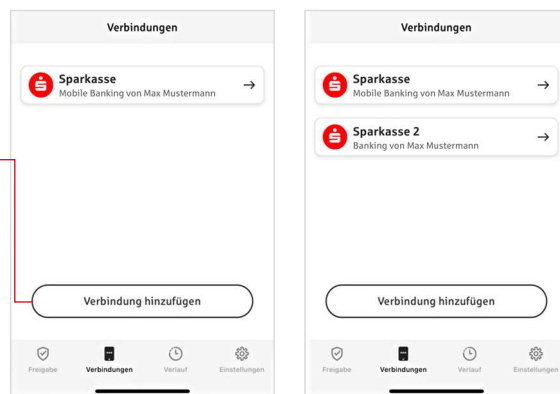 Verbindungen
Sparkasse
Mobile Banking von Max Mustermann
Verbindung hinzufügen
Freigabe
Verbindungen
Verlauf
Einstellungen
Verbindungen
Sparkasse
Mobile Banking von Max Mustermann
Sparkasse 2
Banking von Max Mustermann
Verbindung hinzufügen
Freigabe
Verbindungen
Verlauf
Einstellungen